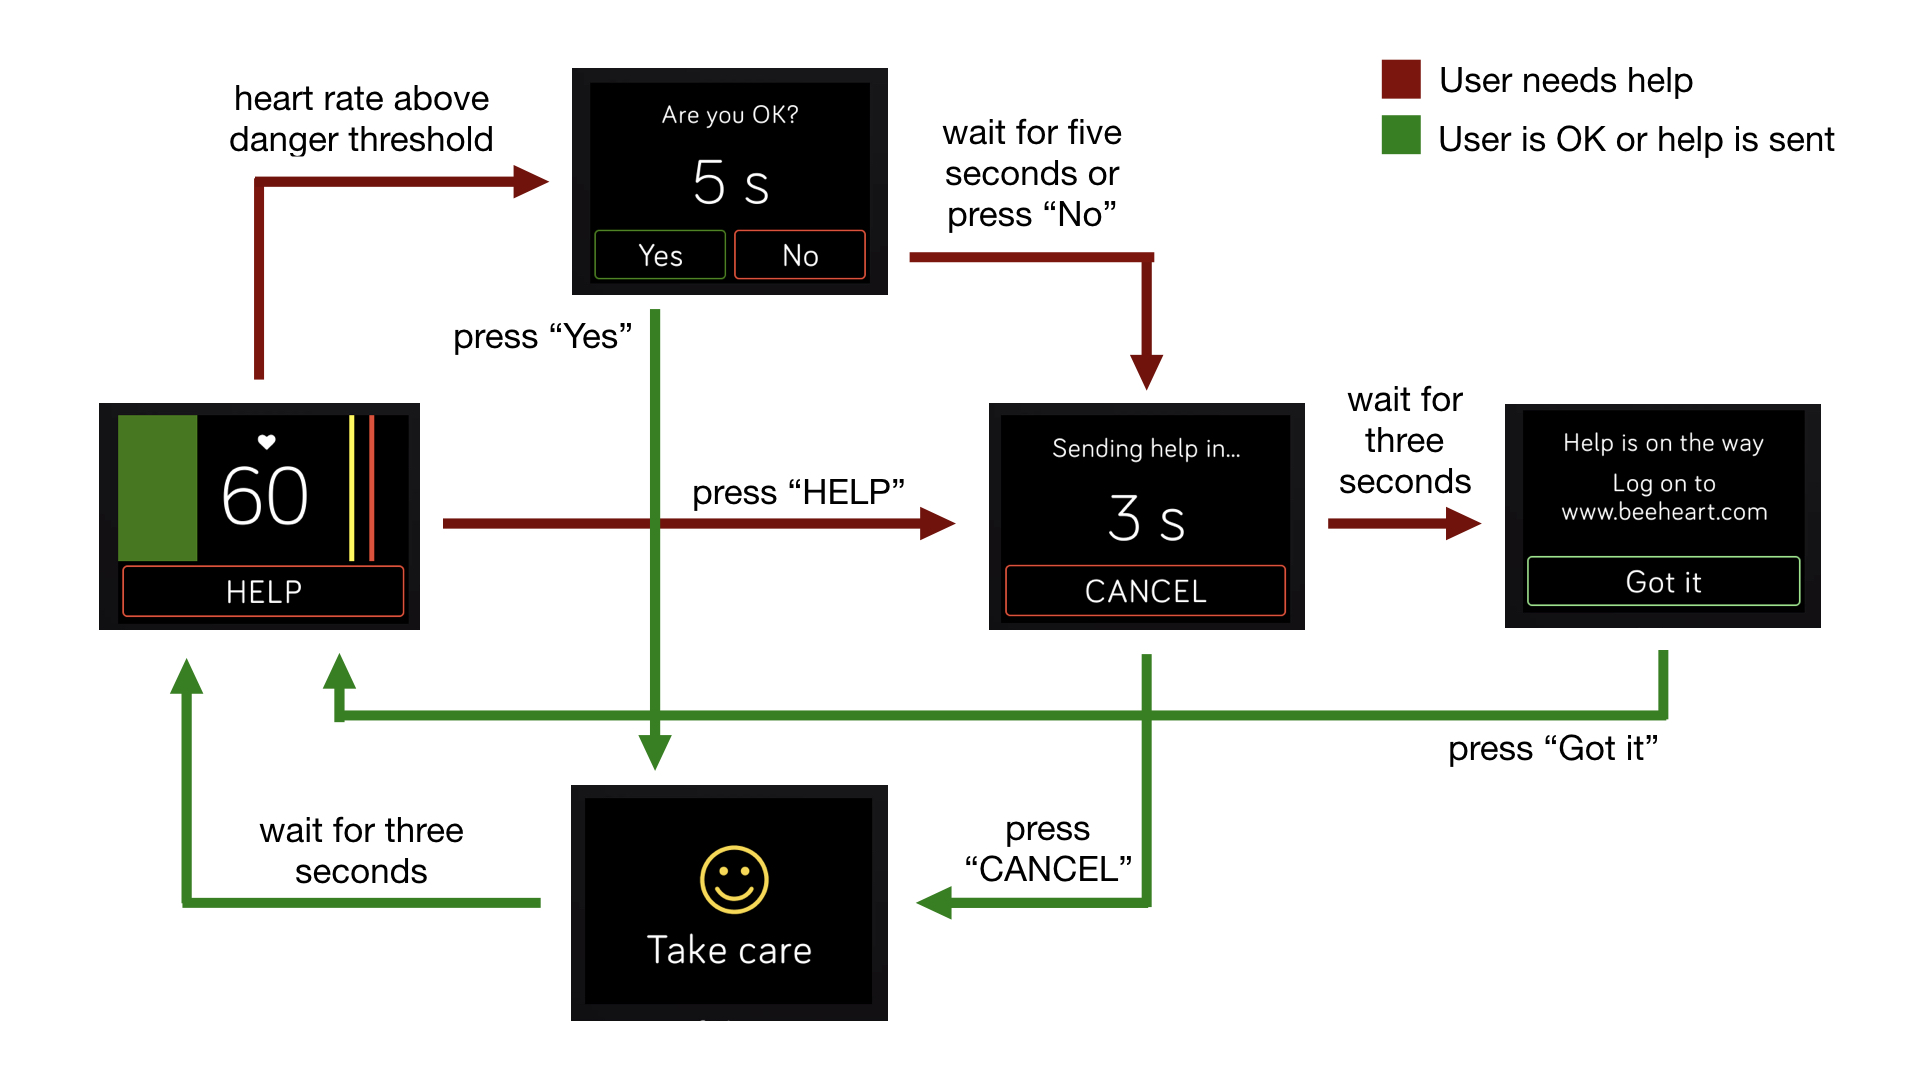 heart rate above
danger threshold
Are you OK?
5 s
Yes
No
wait for five
seconds or
press “No”
User needs help
User is OK or help is sent
press “Yes”
60
HELP
press “HELP”
Sending help in...
3 s
CANCEL
wait for
three
seconds
Help is on the way
Log on to
www.beeheart.com
Got it
press “Got it”
wait for three
seconds
Take care
press
“CANCEL”